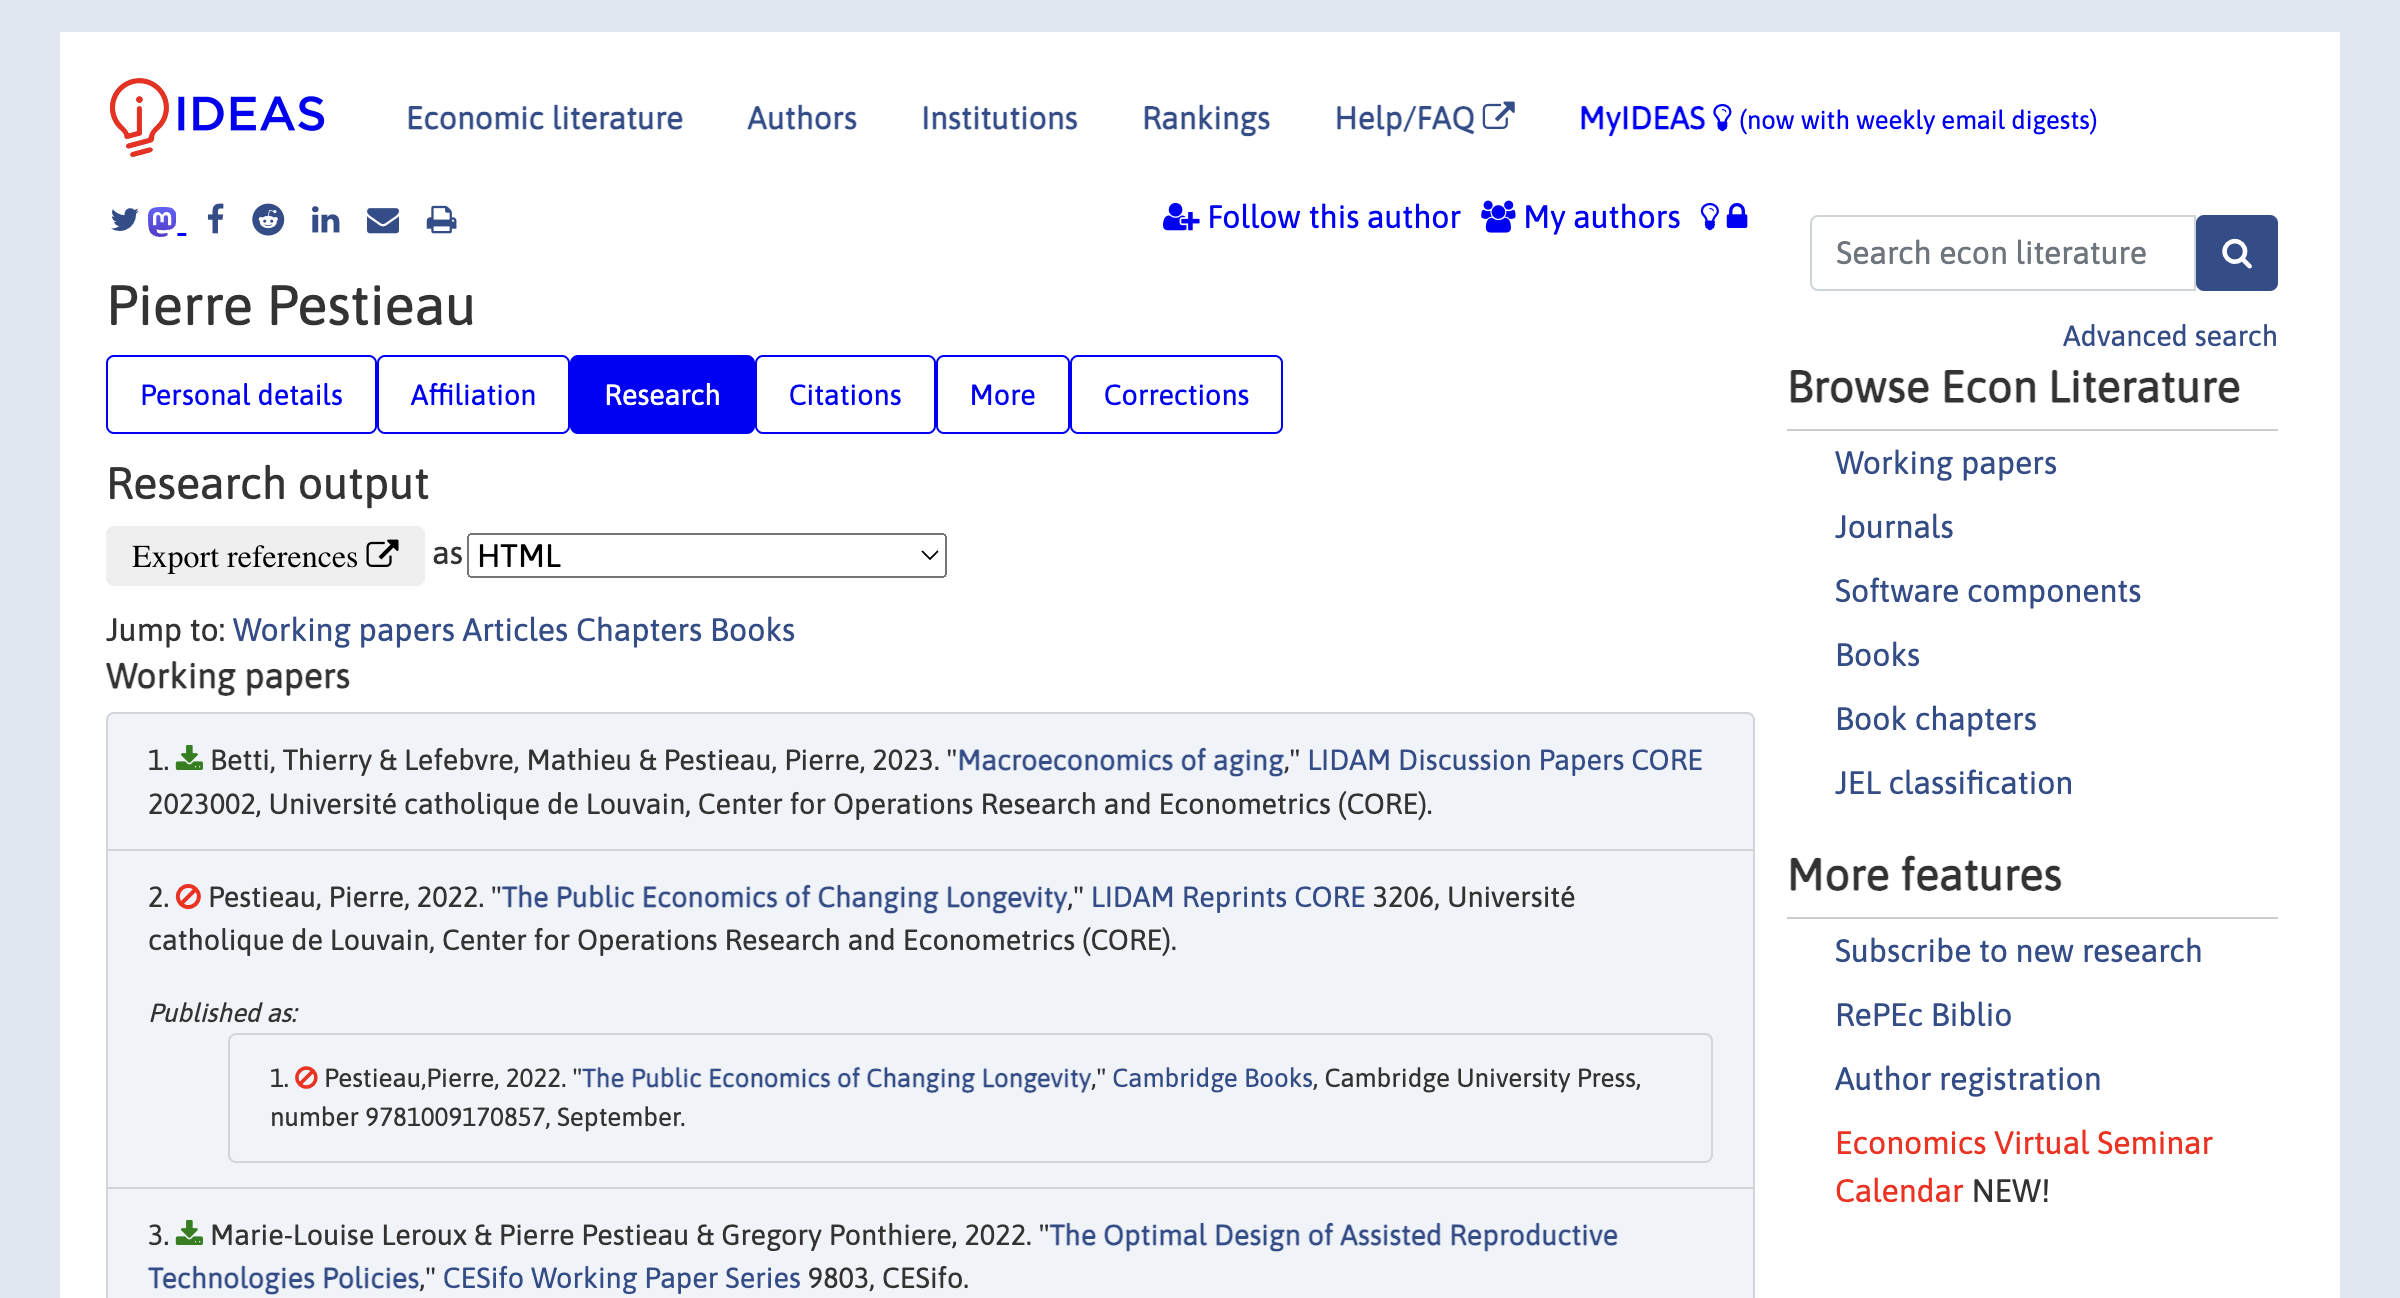 IDEAS
Economic literature Authors Institutions Rankings Help/FAQ MyIDEAS (now with weekly email digests)
Follow this author My authors
Search econ literature
Advanced search
Pierre Pestieau
Personal details Affiliation Research Citations More Corrections
Research output
Export references as HTML
Jump to: Working papers Articles Chapters Books
Working papers
1. Betti, Thierry & Lefebvre, Mathieu & Pestieau, Pierre, 2023. "Macroeconomics of aging," LIDAM Discussion Papers CORE
2023002, Université catholique de Louvain, Center for Operations Research and Econometrics (CORE).
2. Pestieau, Pierre, 2022. "The Public Economics of Changing Longevity," LIDAM Reprints CORE 3206, Université
catholique de Louvain, Center for Operations Research and Econometrics (CORE).
Published as:
1. Pestieau,Pierre, 2022. "The Public Economics of Changing Longevity," Cambridge Books, Cambridge University Press,
number 9781009170857, September.
3. Marie-Louise Leroux & Pierre Pestieau & Gregory Ponthiere, 2022. "The Optimal Design of Assisted Reproductive
Technologies Policies," CESifo Working Paper Series 9803, CESifo.
Browse Econ Literature
Working papers
Journals
Software components
Books
Book chapters
JEL classification
More features
Subscribe to new research
RePEc Biblio
Author registration
Economics Virtual Seminar
Calendar NEW!